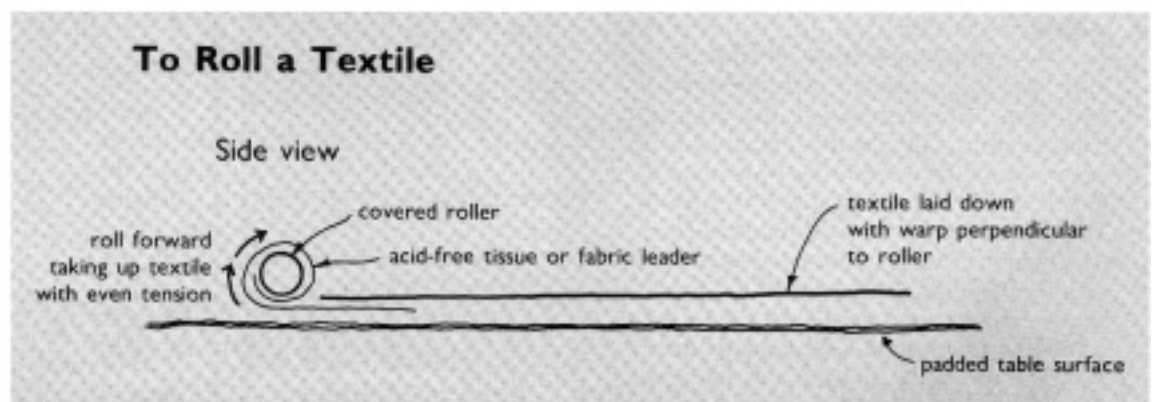 To Roll a Textile
Side view
covered roller
roll forward
taking up textile
with even tension
acid-free tissue or fabric leader
textile laid down
with warp perpendicular
to roller
padded table surface